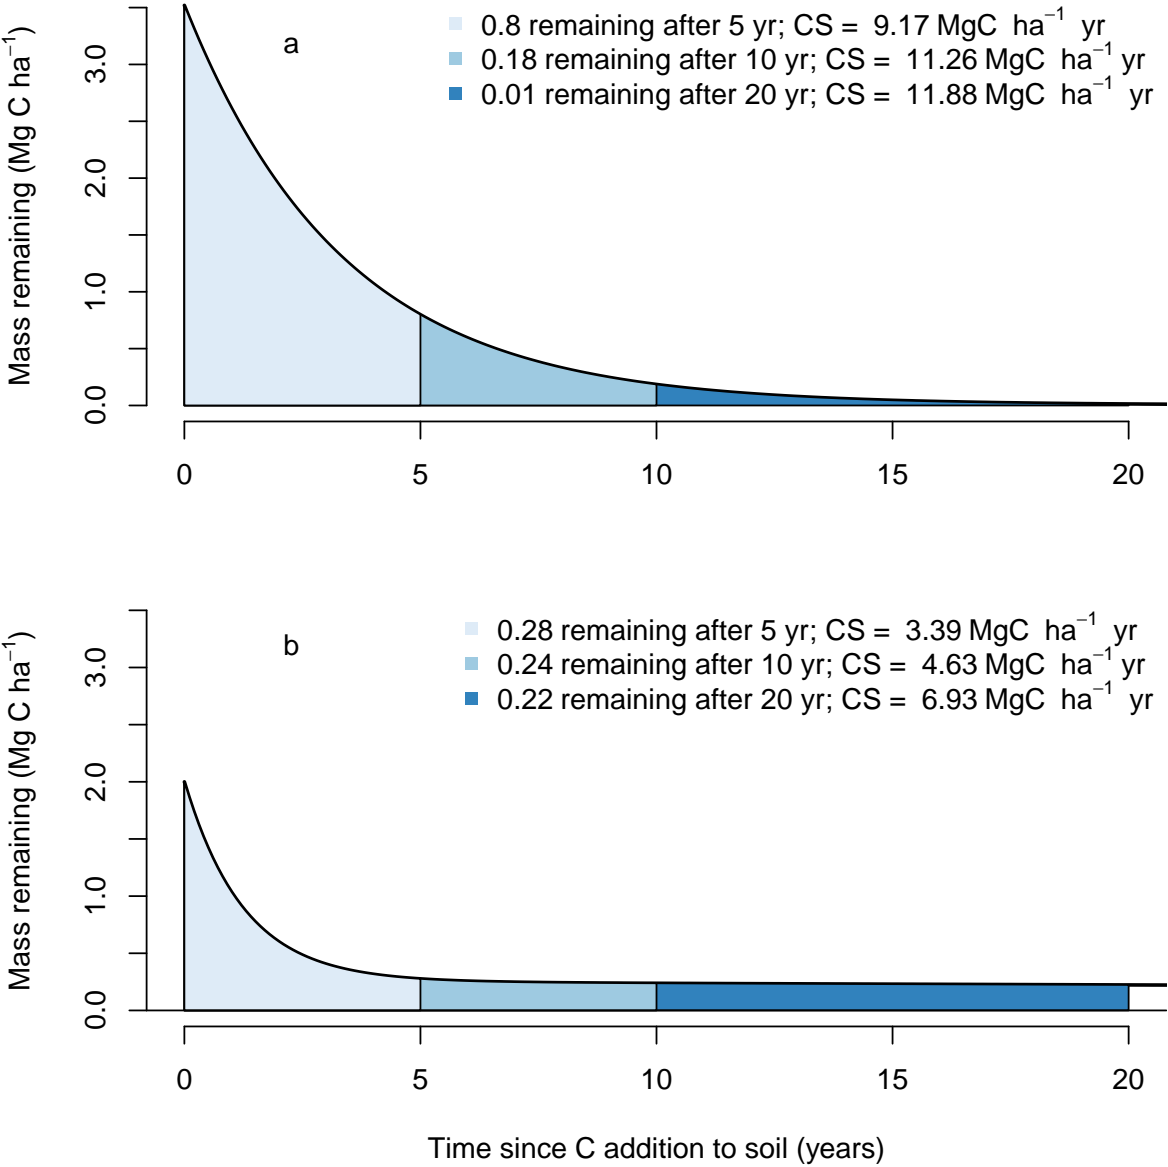 a
0.8 remaining after 5 yr; CS = 9.17 MgC ha⁻¹ yr
0.18 remaining after 10 yr; CS = 11.26 MgC ha⁻¹ yr
0.01 remaining after 20 yr; CS = 11.88 MgC ha⁻¹ yr
Mass remaining (Mg C ha⁻¹)
3.0
2.0
1.0
0.0
0 5 10 15 20
b
0.28 remaining after 5 yr; CS = 3.39 MgC ha⁻¹ yr
0.24 remaining after 10 yr; CS = 4.63 MgC ha⁻¹ yr
0.22 remaining after 20 yr; CS = 6.93 MgC ha⁻¹ yr
Mass remaining (Mg C ha⁻¹)
3.0
2.0
1.0
0.0
0 5 10 15 20
Time since C addition to soil (years)